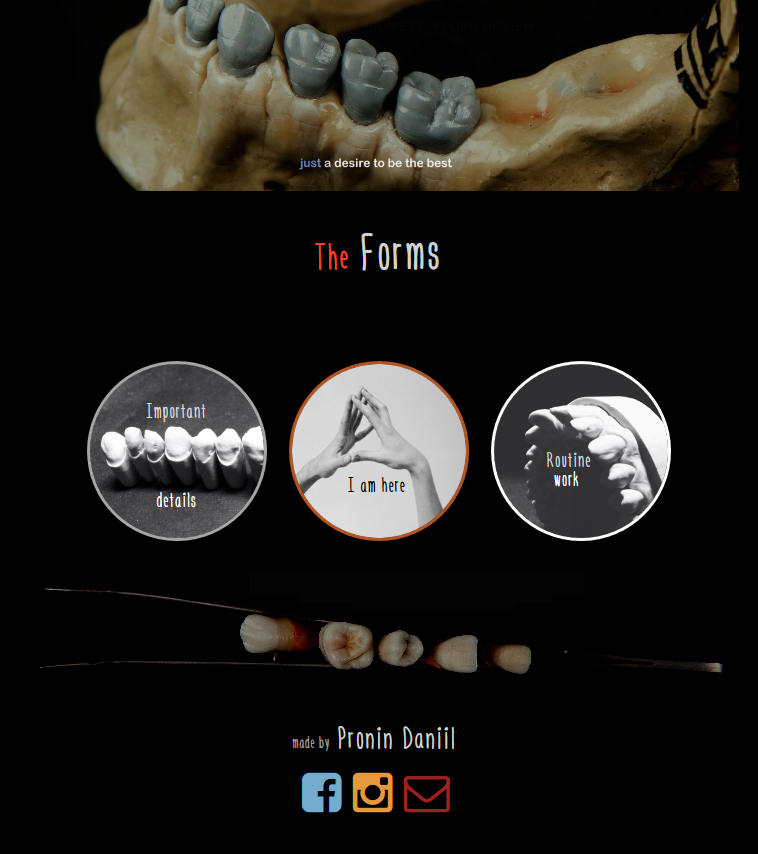 just a desire to be the best
The Forms
Important
details
I am here
Routine
work
made by Pronin Daniil